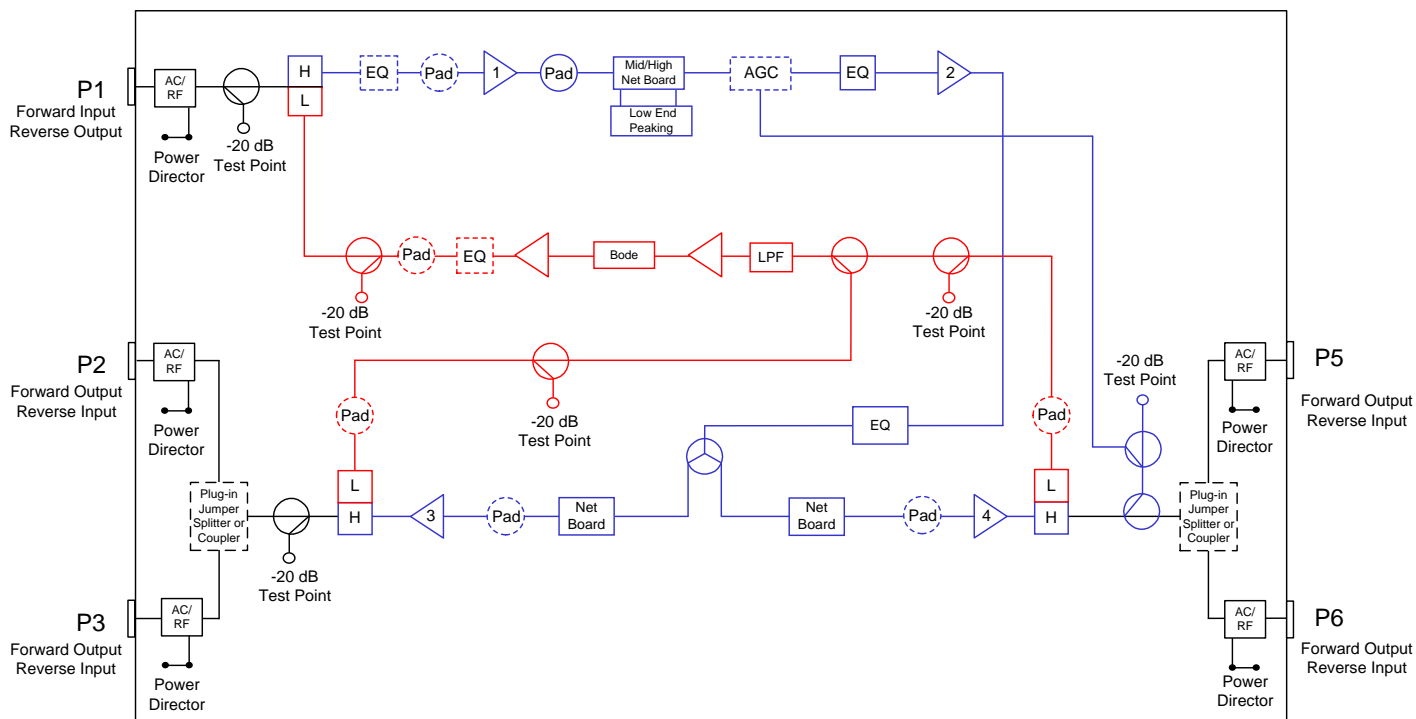 P1
Forward Input
Reverse Output
AC/
RF
Power
Director
-20 dB
Test Point
H
L
EQ
Pad
1
Pad
Mid/High
Net Board
Low End
Peaking
AGC
EQ
2
Pad
EQ
Bode
LPF
-20 dB
Test Point
-20 dB
Test Point
P2
Forward Output
Reverse Input
AC/
RF
Power
Director
-20 dB
Test Point
Pad
EQ
Pad
-20 dB
Test Point
AC/
RF
P5
Forward Output
Reverse Input
Power
Director
Plug-in
Jumper
Splitter or
Coupler
L
H
3
Pad
Net
Board
Net
Board
Pad
4
L
H
Plug-in
Jumper
Splitter or
Coupler
-20 dB
Test Point
P3
Forward Output
Reverse Input
AC/
RF
Power
Director
AC/
RF
P6
Forward Output
Reverse Input
Power
Director